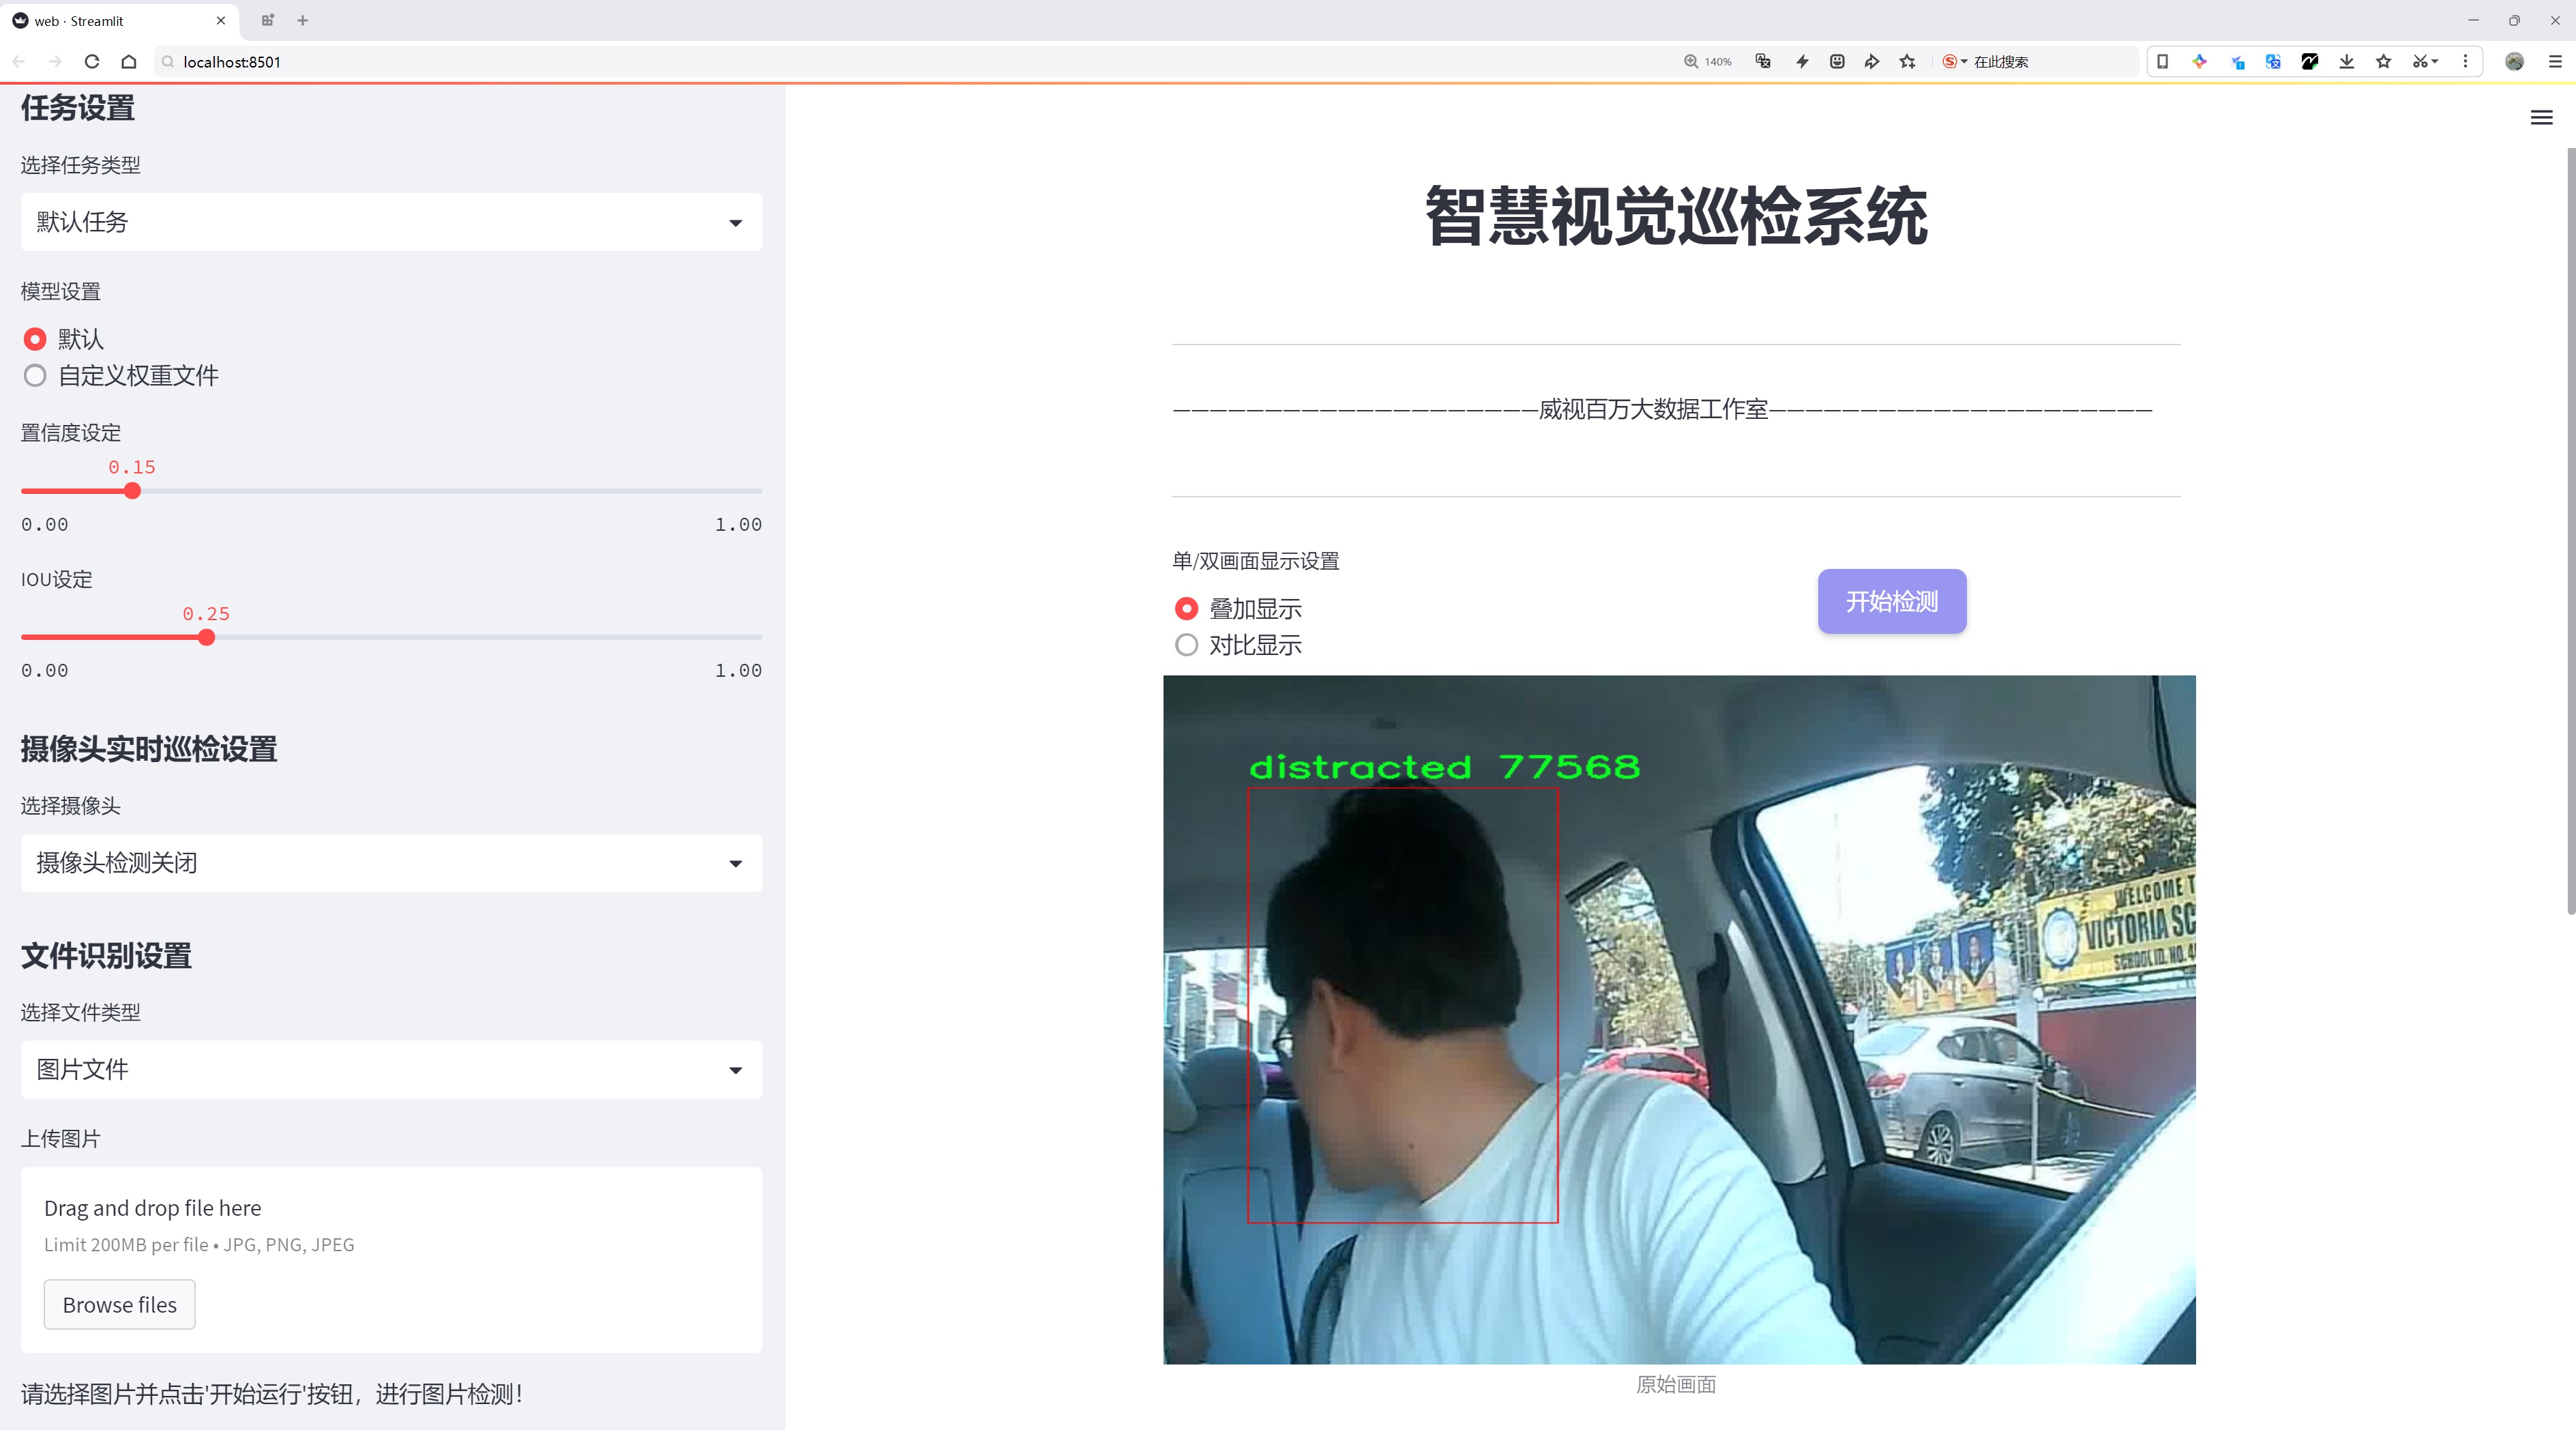 web · Streamlit
localhost:8501
140%
在此搜索
任务设置
选择任务类型
默认任务
模型设置
默认
自定义权重文件
置信度设定
0.15
0.00 1.00
IOU设定
0.25
0.00 1.00
摄像头实时巡检设置
选择摄像头
摄像头检测关闭
文件识别设置
选择文件类型
图片文件
上传图片
Drag and drop file here
Limit 200MB per file • JPG, PNG, JPEG
Browse files
请选择图片并点击'开始运行'按钮，进行图片检测！
智慧视觉巡检系统
————————————————————威视百万大数据工作室—————————————————————
单/双画面显示设置
叠加显示
对比显示
开始检测
distracted 77568
WELCOME T
VICTORIA SC
SCHOOL ID. NO. 4
原始画面